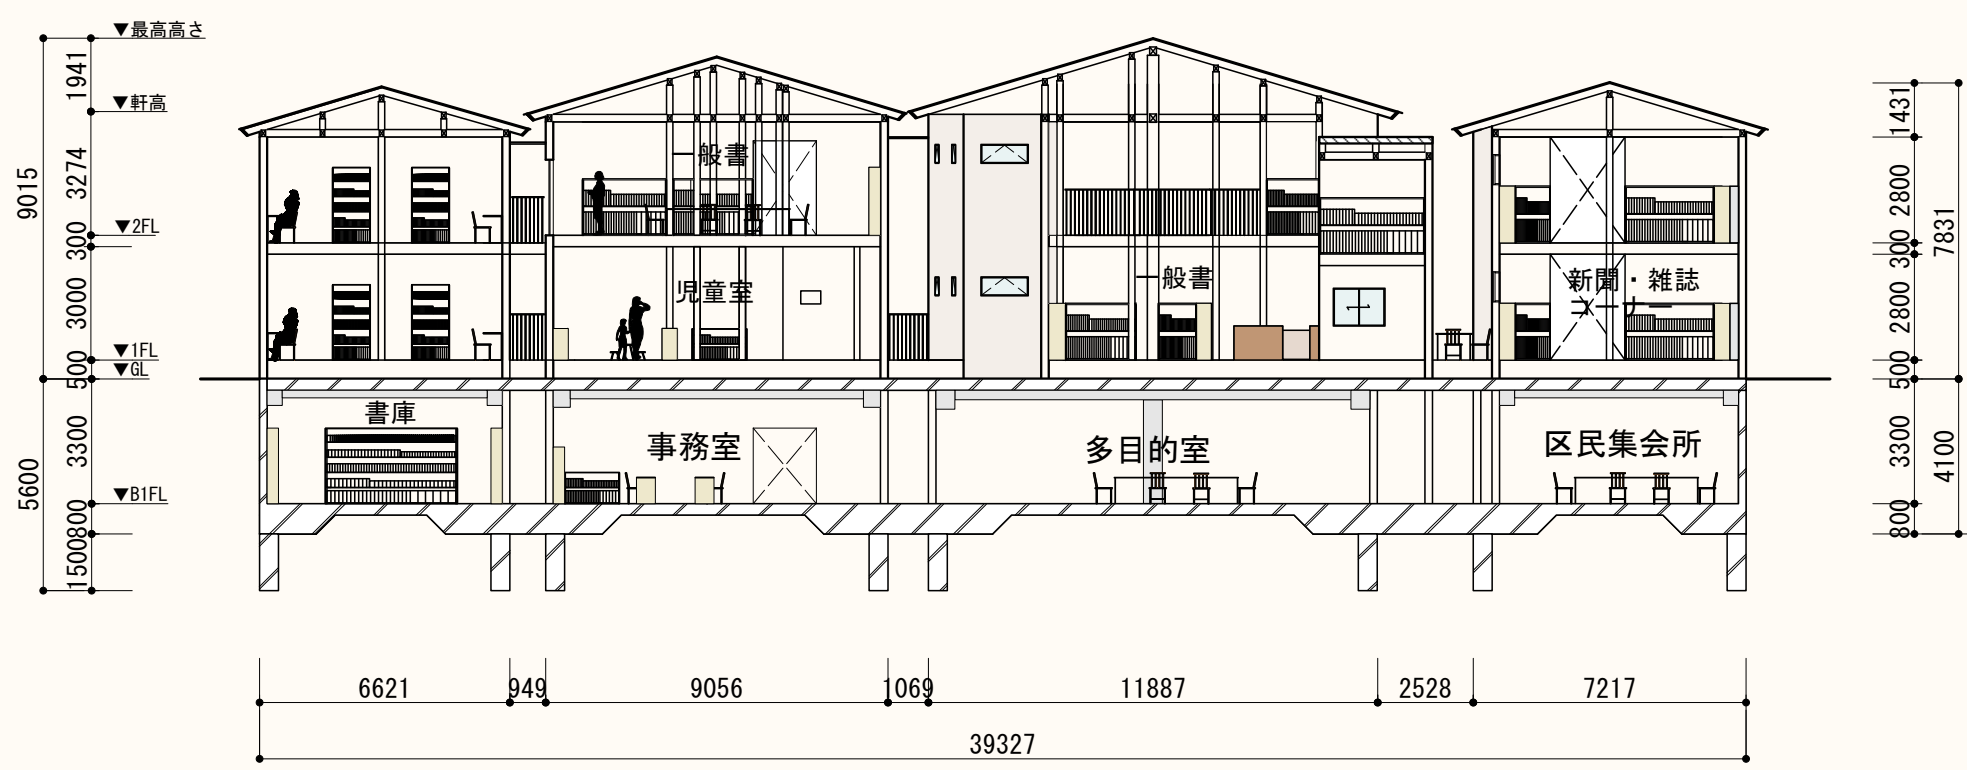 ▼最高高さ
1941
▼軒高
9015
3274
▼2FL
300
3000
▼1FL
500
▼GL
3300
5600
▼B1FL
800
1500
一般書
児童室
一般書
新聞・雑誌
コーナー
書庫
事務室
多目的室
区民集会所
1431
2800
7831
300
2800
500
3300
4100
800
6621
949
9056
1069
11887
2528
7217
39327